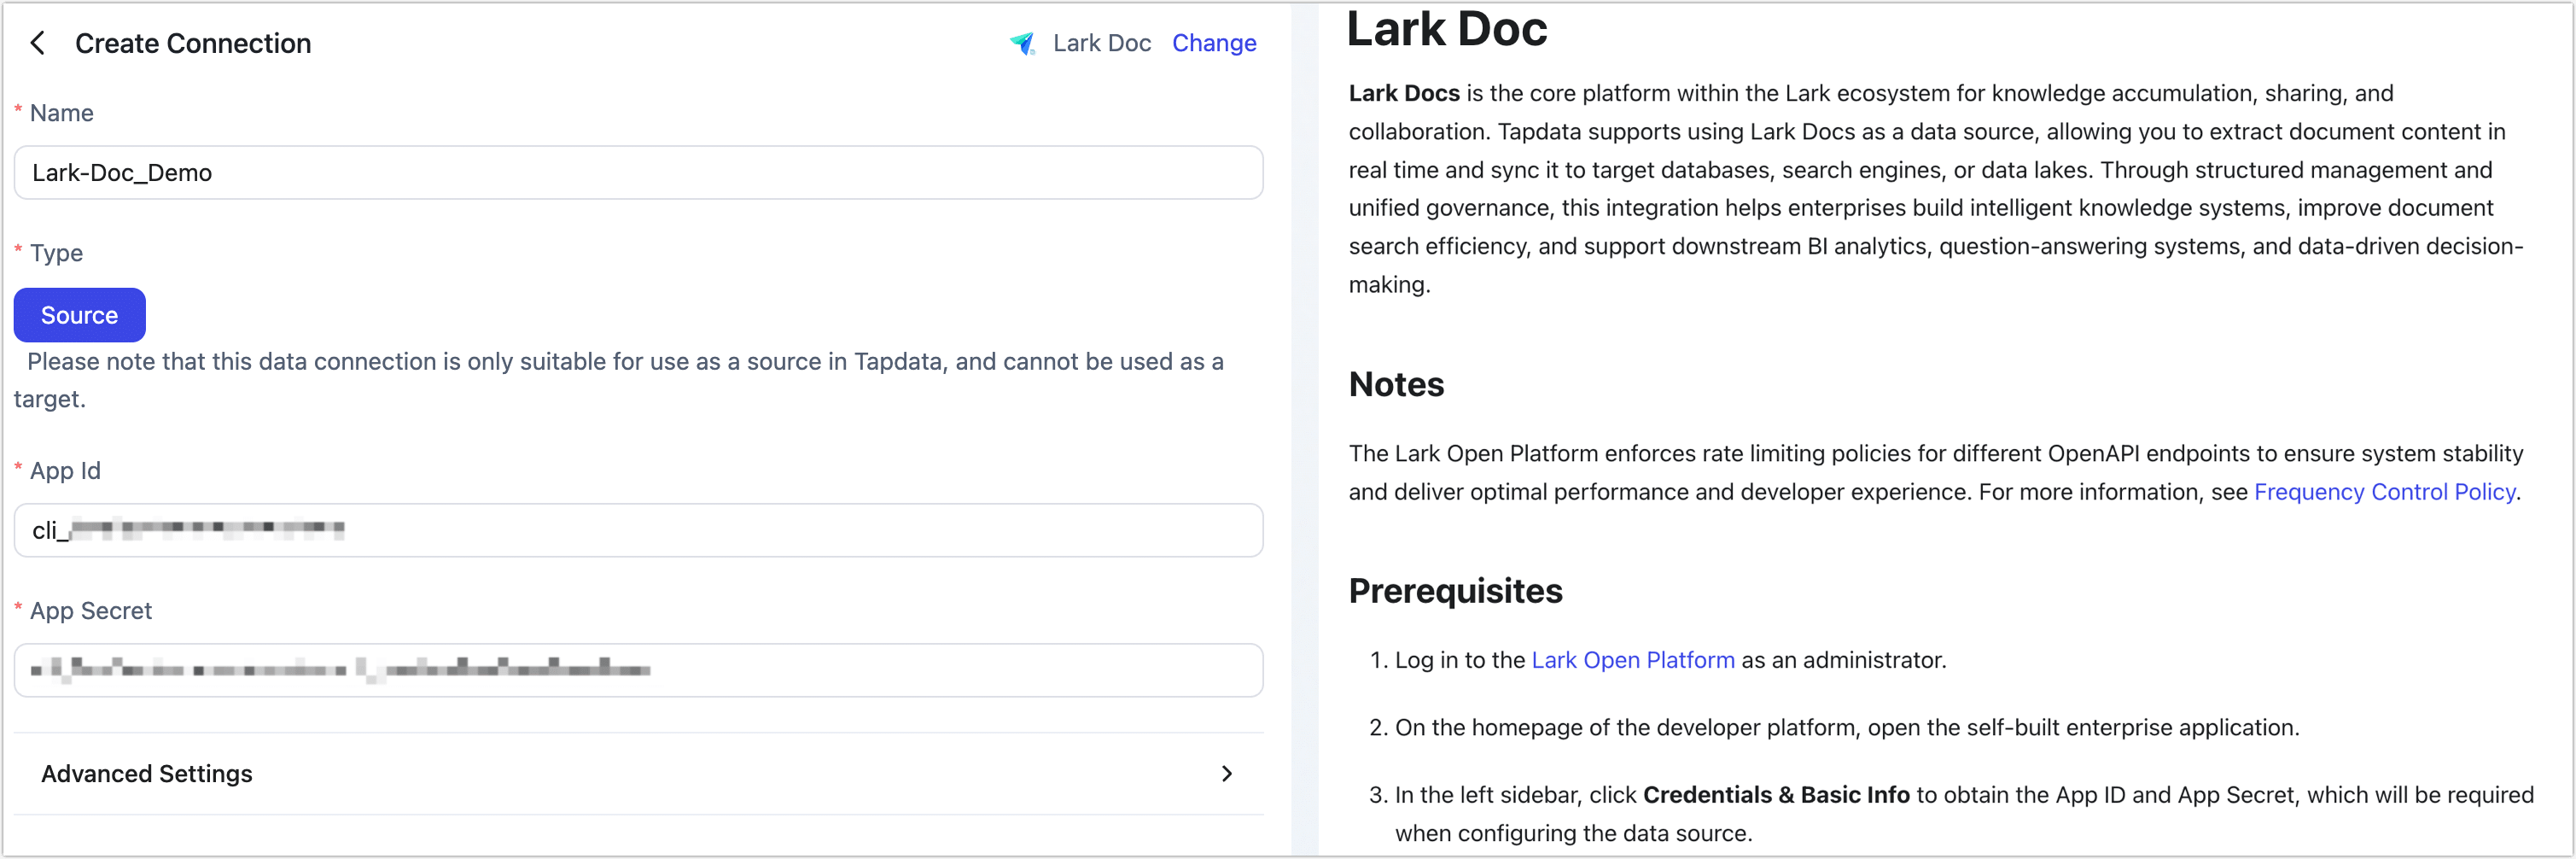 Create Connection
Lark Doc Change
* Name
Lark-Doc_Demo
* Type
Source
Please note that this data connection is only suitable for use as a source in Tapdata, and cannot be used as a
target.
* App Id
cli_
* App Secret
Advanced Settings
Lark Doc
Lark Docs is the core platform within the Lark ecosystem for knowledge accumulation, sharing, and
collaboration. Tapdata supports using Lark Docs as a data source, allowing you to extract document content in
real time and sync it to target databases, search engines, or data lakes. Through structured management and
unified governance, this integration helps enterprises build intelligent knowledge systems, improve document
search efficiency, and support downstream BI analytics, question-answering systems, and data-driven decision-
making.
Notes
The Lark Open Platform enforces rate limiting policies for different OpenAPI endpoints to ensure system stability
and deliver optimal performance and developer experience. For more information, see Frequency Control Policy.
Prerequisites
1. Log in to the Lark Open Platform as an administrator.
2. On the homepage of the developer platform, open the self-built enterprise application.
3. In the left sidebar, click Credentials & Basic Info to obtain the App ID and App Secret, which will be required
when configuring the data source.